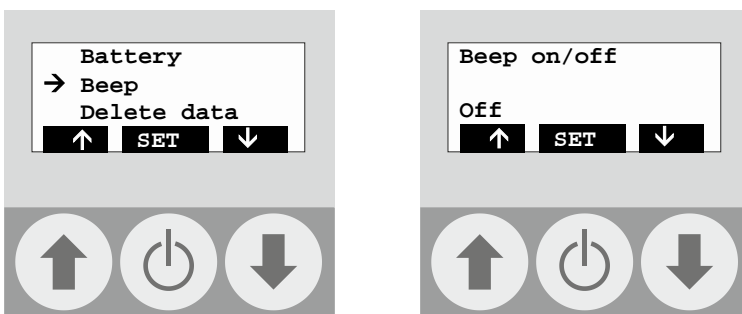 Battery
→ Beep
Delete data
↑ SET ↓
Beep on/off
Off
↑ SET ↓